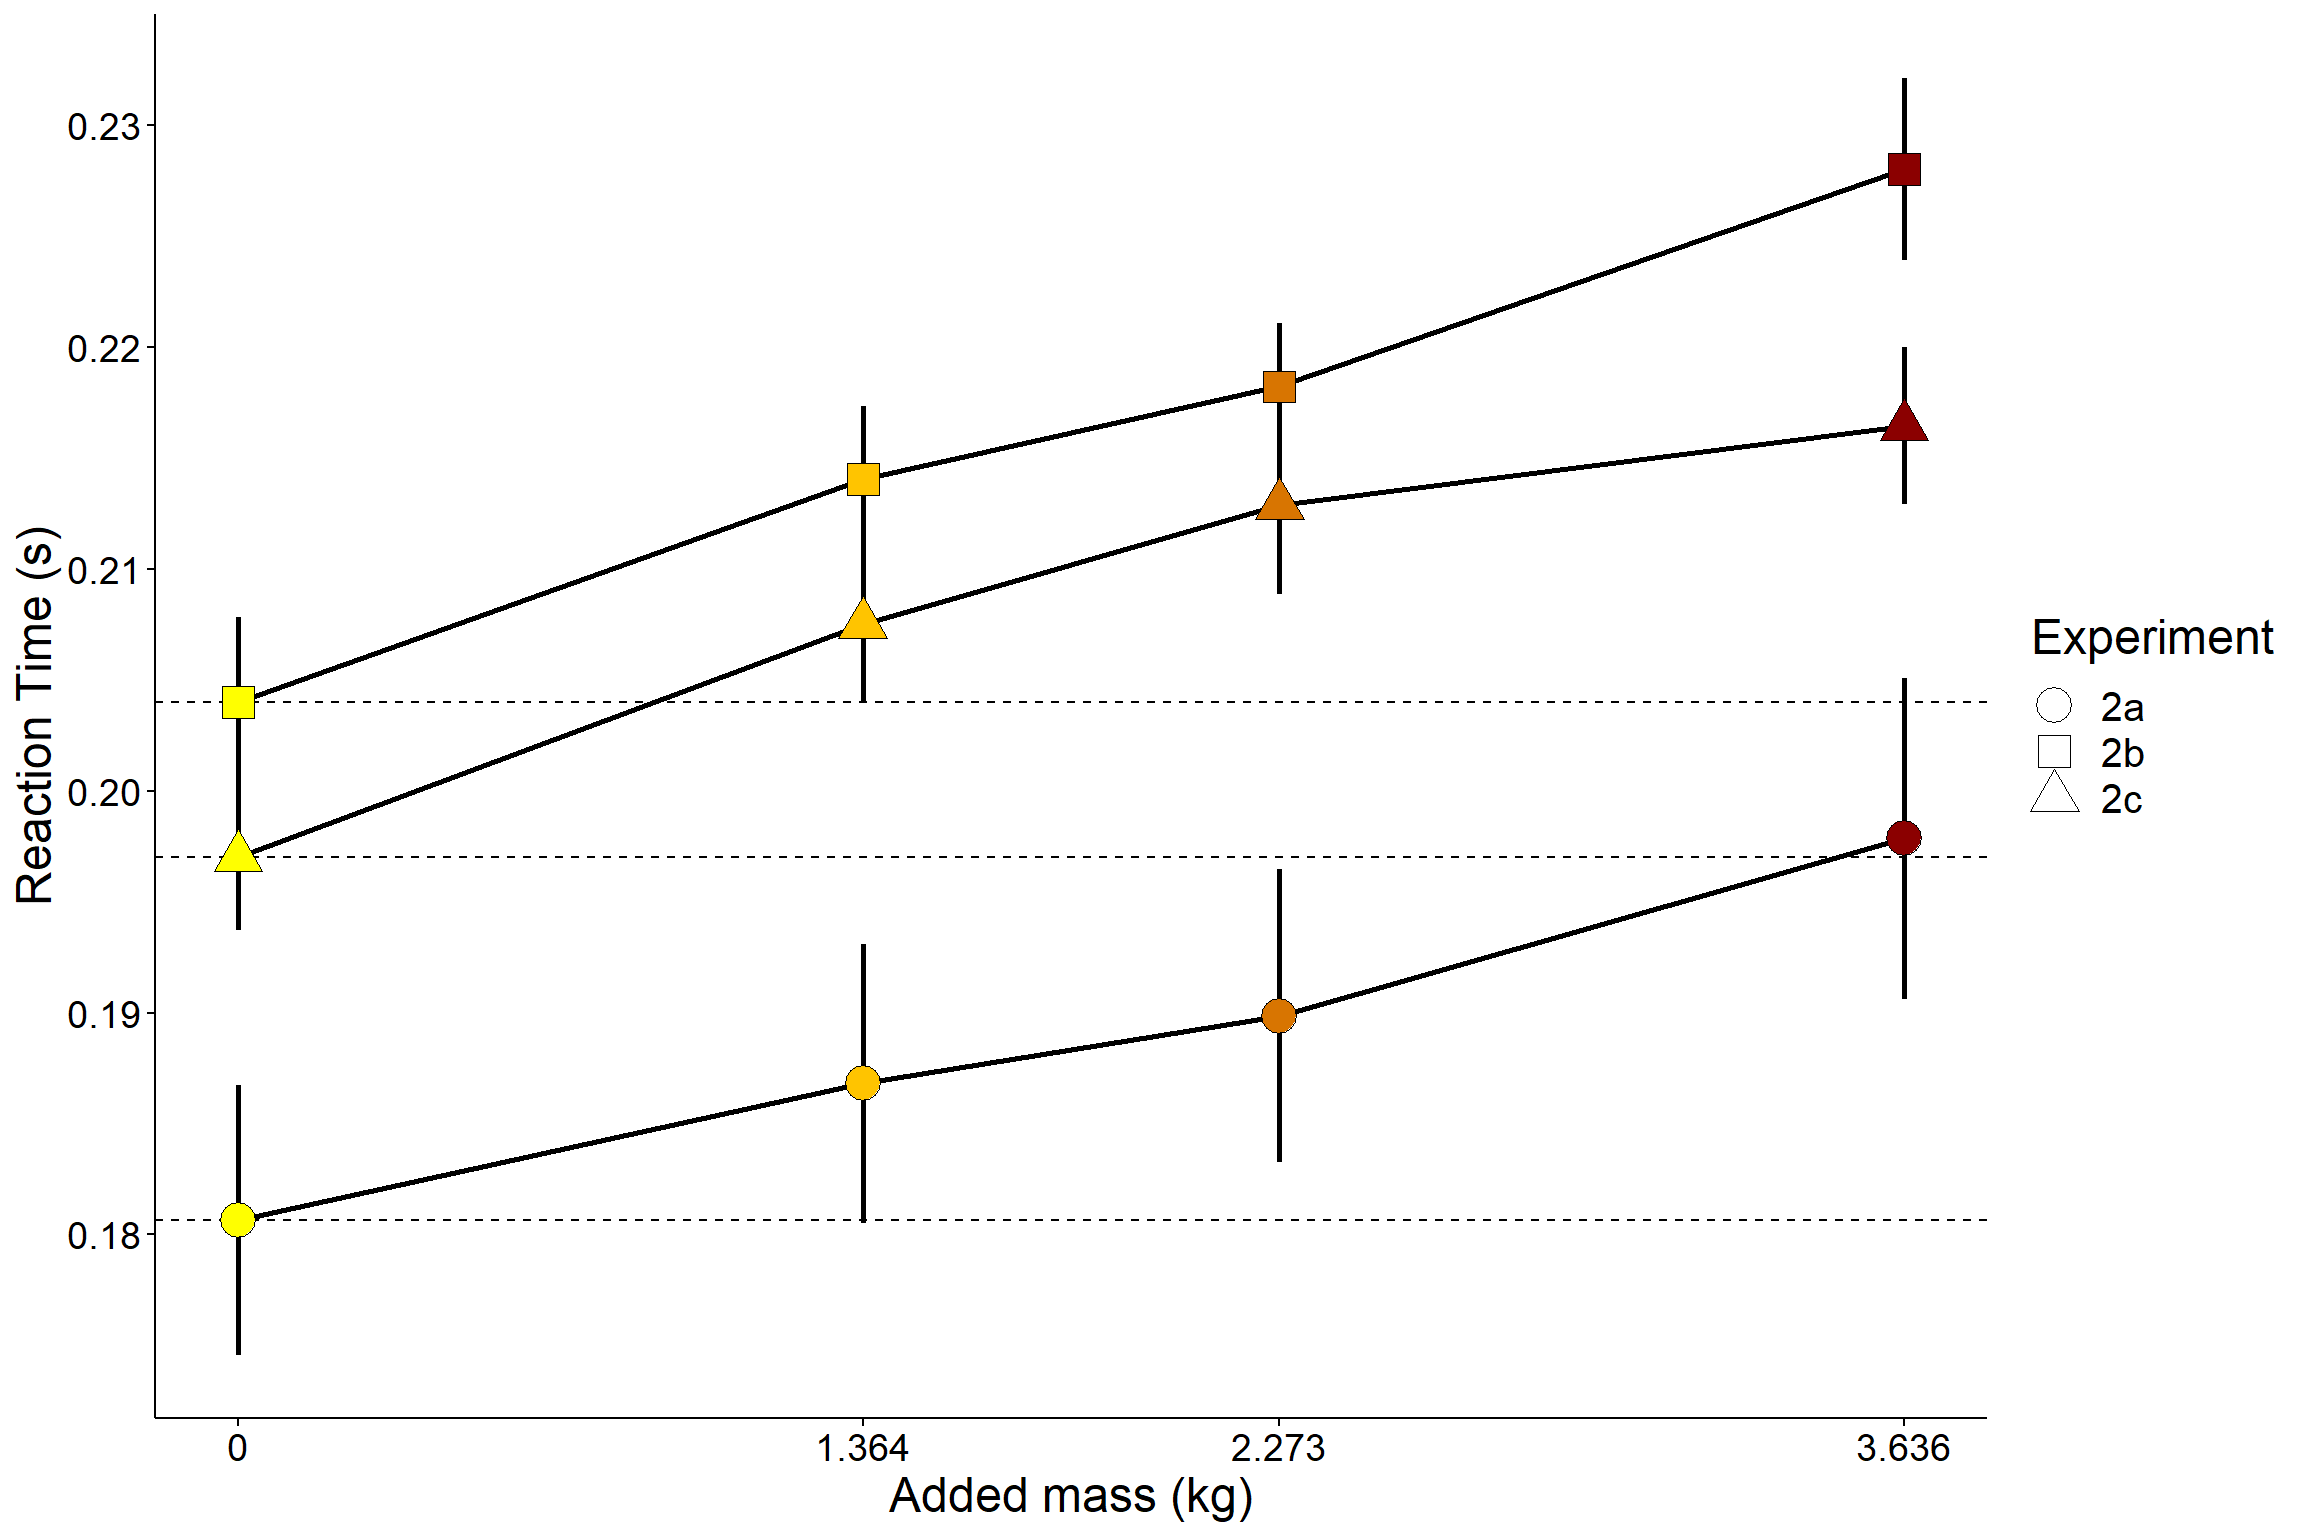 0.23
0.22
0.21
0.20
0.19
0.18
Reaction Time (s)
0
1.364
2.273
3.636
Added mass (kg)
Experiment
2a
2b
2c